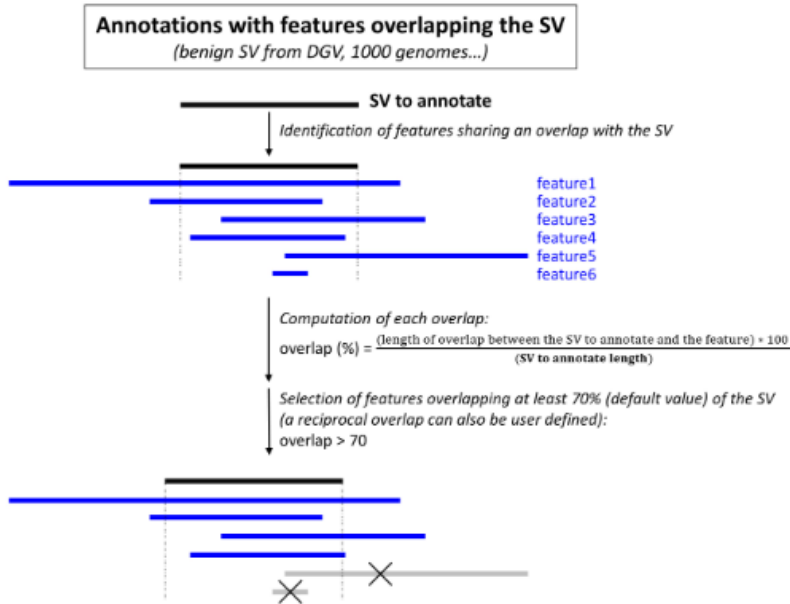 Annotations with features overlapping the SV
(benign SV from DGV, 1000 genomes...)
SV to annotate
Identification of features sharing an overlap with the SV
feature1
feature2
feature3
feature4
feature5
feature6
Computation of each overlap:
overlap (%) = (length of overlap between the SV to annotate and the feature) * 100
(SV to annotate length)
Selection of features overlapping at least 70% (default value) of the SV
(a reciprocal overlap can also be user defined):
overlap > 70